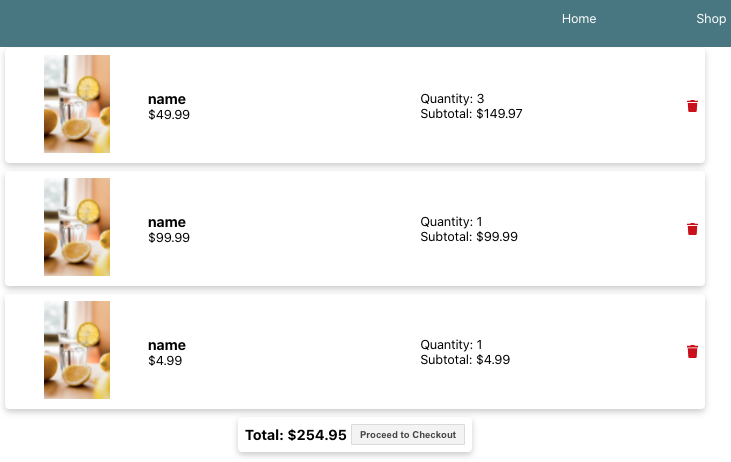 Home Shop
name
$49.99
Quantity: 3
Subtotal: $149.97
name
$99.99
Quantity: 1
Subtotal: $99.99
name
$4.99
Quantity: 1
Subtotal: $4.99
Total: $254.95 Proceed to Checkout